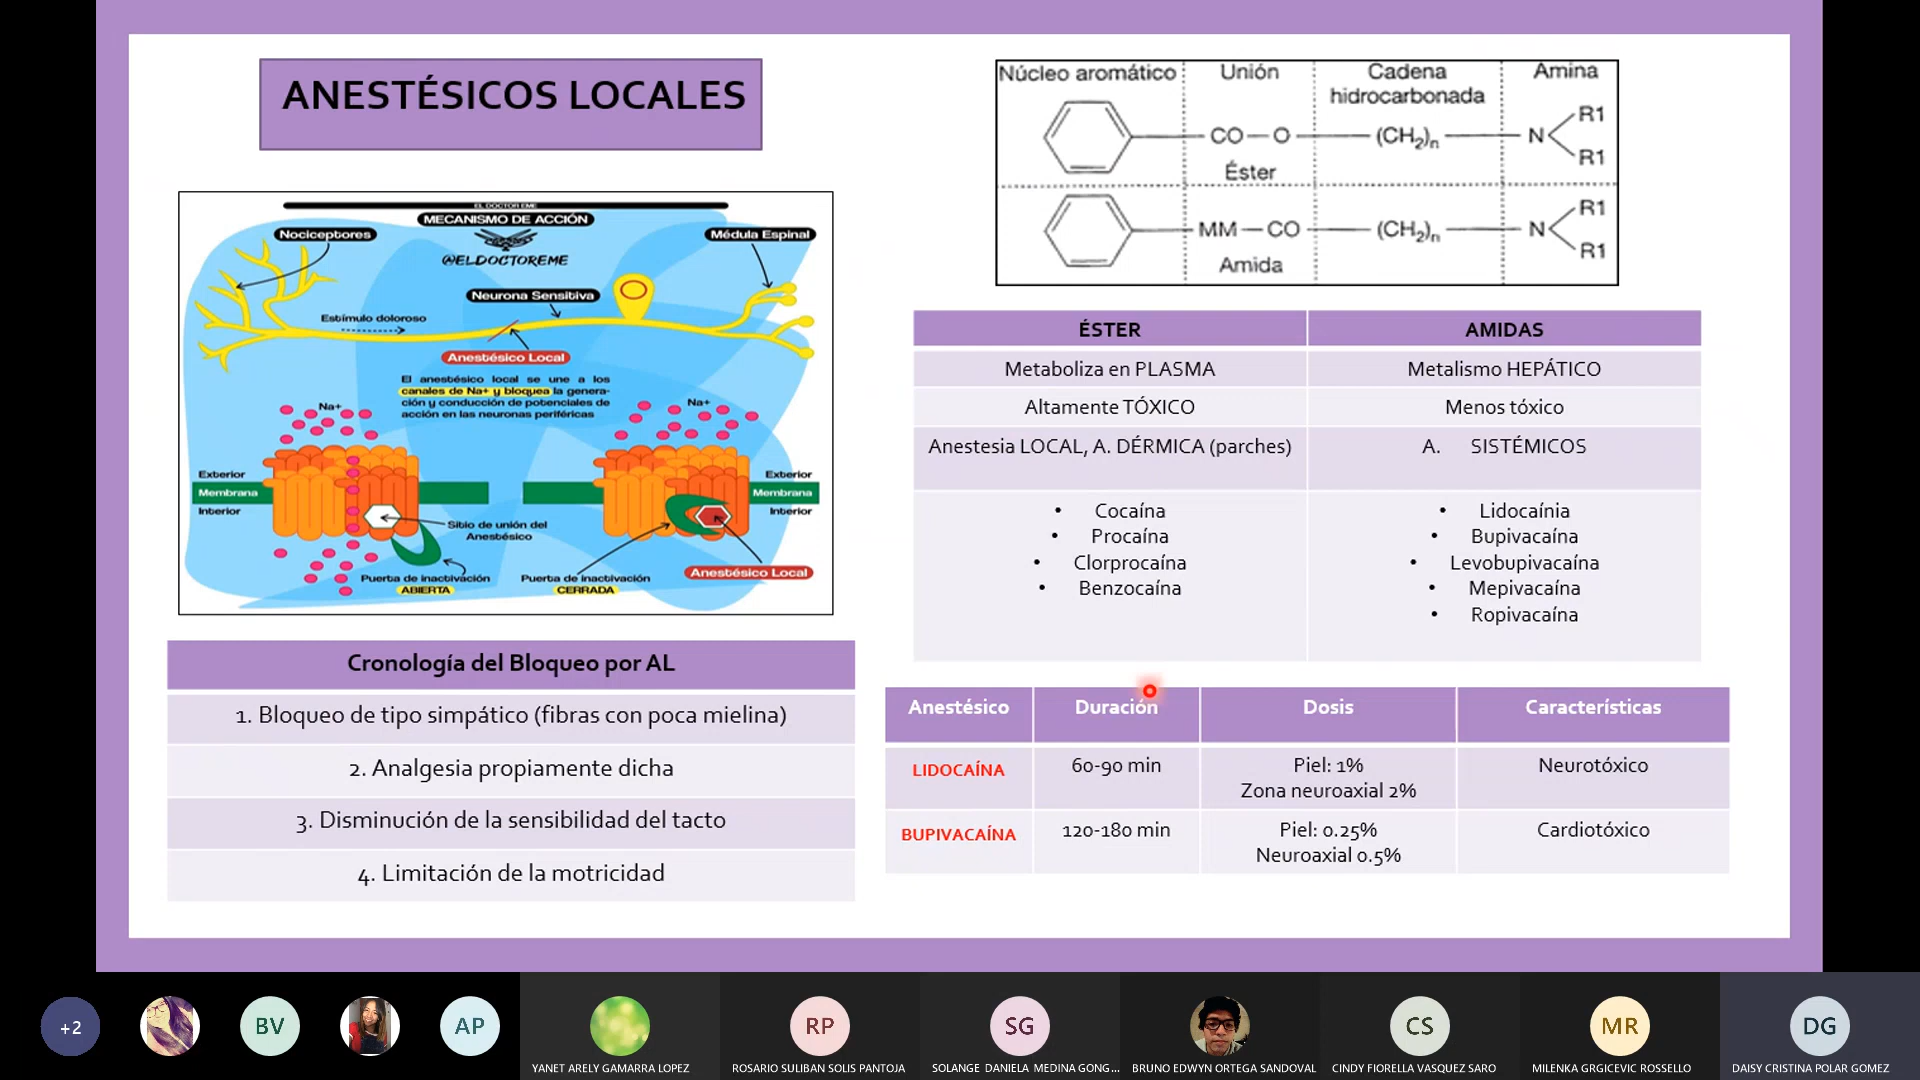 ANESTÉSICOS LOCALES
EL DOCTOR EME
MECANISMO DE ACCIÓN
@ELDOCTOREME
Nociceptores
Médula Espinal
Neurona Sensitiva
Estímulo doloroso
Anestésico Local
El anestésico local se une a los
canales de Na+ y bloquea la genera-
ción y conducción de potenciales de
acción en las neuronas periféricas
Na+
Na+
Exterior
Membrana
Interior
Exterior
Membrana
Interior
Sitio de unión del
Anestésico
Puerta de inactivación
ABIERTA
Puerta de inactivación
CERRADA
Anestésico Local
Cronología del Bloqueo por AL
1. Bloqueo de tipo simpático (fibras con poca mielina)
2. Analgesia propiamente dicha
3. Disminución de la sensibilidad del tacto
4. Limitación de la motricidad
Núcleo aromático Unión Cadena hidrocarbonada Amina
CO—O (CH₂)n N R1 R1
Éster
MM—CO (CH₂)n N R1 R1
Amida
ÉSTER AMIDAS
Metaboliza en PLASMA Metalismo HEPÁTICO
Altamente TÓXICO Menos tóxico
Anestesia LOCAL, A. DÉRMICA (parches) A. SISTÉMICOS
• Cocaína • Lidocaínia
• Procaína • Bupivacaína
• Clorprocaína • Levobupivacaína
• Benzocaína • Mepivacaína
• Ropivacaína
Anestésico Duración Dosis Características
LIDOCAÍNA 60-90 min Piel: 1% Neurotóxico
Zona neuroaxial 2%
BUPIVACAÍNA 120-180 min Piel: 0.25% Cardiotóxico
Neuroaxial 0.5%
+2 BV AP RP SG CS MR DG
YANET ARELY GAMARRA LOPEZ
ROSARIO SULIBAN SOLIS PANTOJA
SOLANGE DANIELA MEDINA GONG...
BRUNO EDWYN ORTEGA SANDOVAL
CINDY FIORELLA VASQUEZ SARO
MILENKA GRGICEVIC ROSSELLO
DAISY CRISTINA POLAR GOMEZ